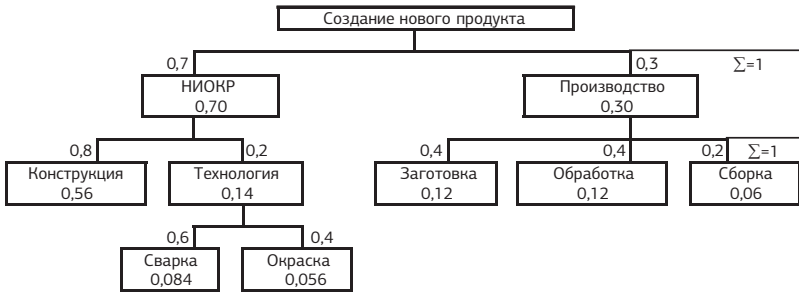 Создание нового продукта
0,7
0,3
∑=1
НИОКР
0,70
Производство
0,30
0,8
0,2
0,4
0,4
0,2
∑=1
Конструкция
0,56
Технология
0,14
Заготовка
0,12
Обработка
0,12
Сборка
0,06
0,6
0,4
Сварка
0,084
Окраска
0,056